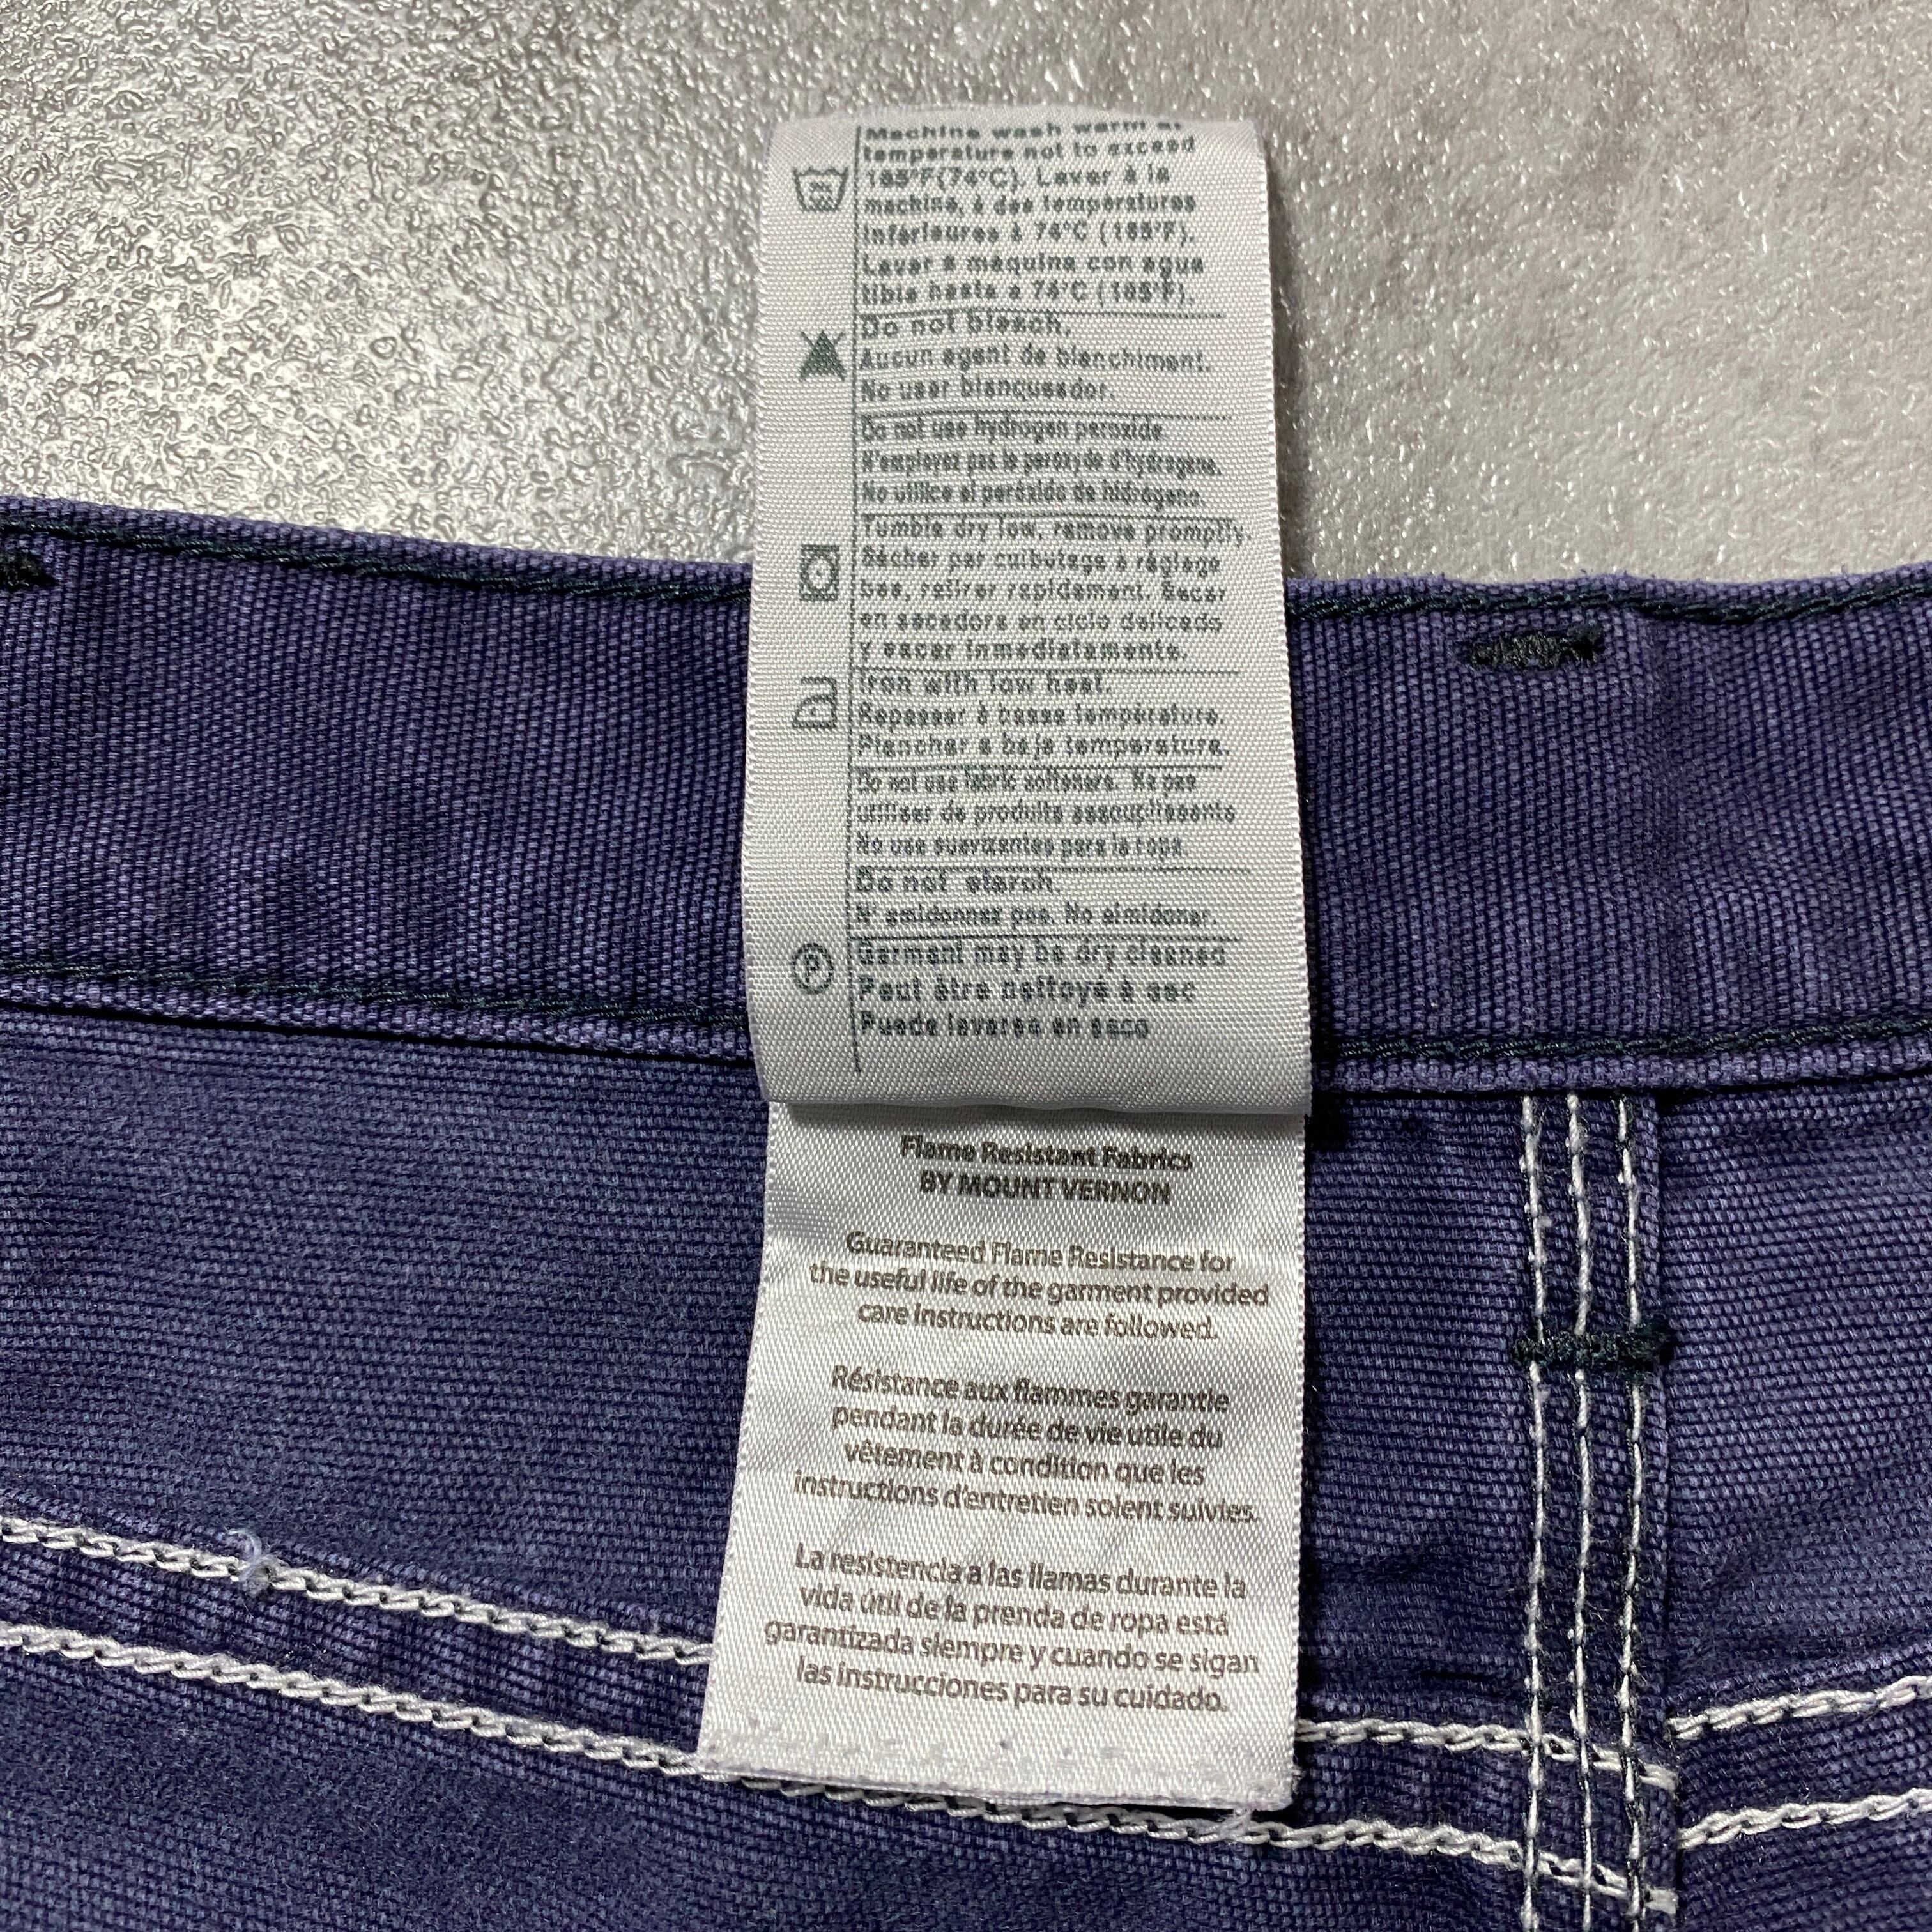 Machine wash warm at
temperature not to exceed
165°F(74°C). Laver à la
machine, à des températures
inférieures à 74°C (165°F).
Lavar a máquina con agua
tibia hasta a 74°C (165°F).
Do not bleach.
Aucun agent de blanchiment.
No usar blanqueador.
Do not use hydrogen peroxide.
N'employez pas le peroxyde d'hydrogene.
No utilice el peróxido de hidrógeno.
Tumble dry low, remove promptly.
Sècher par culbutage à réglage
bas, retirer rapidement. Secar
en secadora en ciclo delicado
y sacar inmediatamente.
Iron with low heat.
Repasser à basse température.
Planchar a baja temperatura.
Do not use fabric softeners. Ne pas
utiliser de produits assouplissants
No use suavizantes para la ropa.
Do not starch.
N' amidonnez pas. No almidonar.
P
Garment may be dry cleaned
Peut être nettoyé à sec
Puede lavarse en seco
Flame Resistant Fabrics
BY MOUNT VERNON
Guaranteed Flame Resistance for
the useful life of the garment provided
care instructions are followed.
Résistance aux flammes garantie
pendant la durée de vie utile du
vêtement à condition que les
instructions d'entretien soient suivies.
La resistencia a las llamas durante la
vida útil de la prenda de ropa está
garantizada siempre y cuando se sigan
las instrucciones para su cuidado.